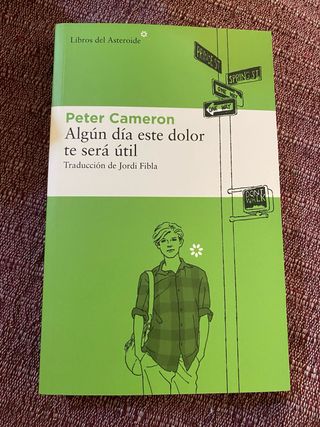 Libros del Asteroide
PRINCE ST
SPRING ST
Peter Cameron
Algún día este dolor
te será útil
Traducción de Jordi Fibla
DON'T
WALK